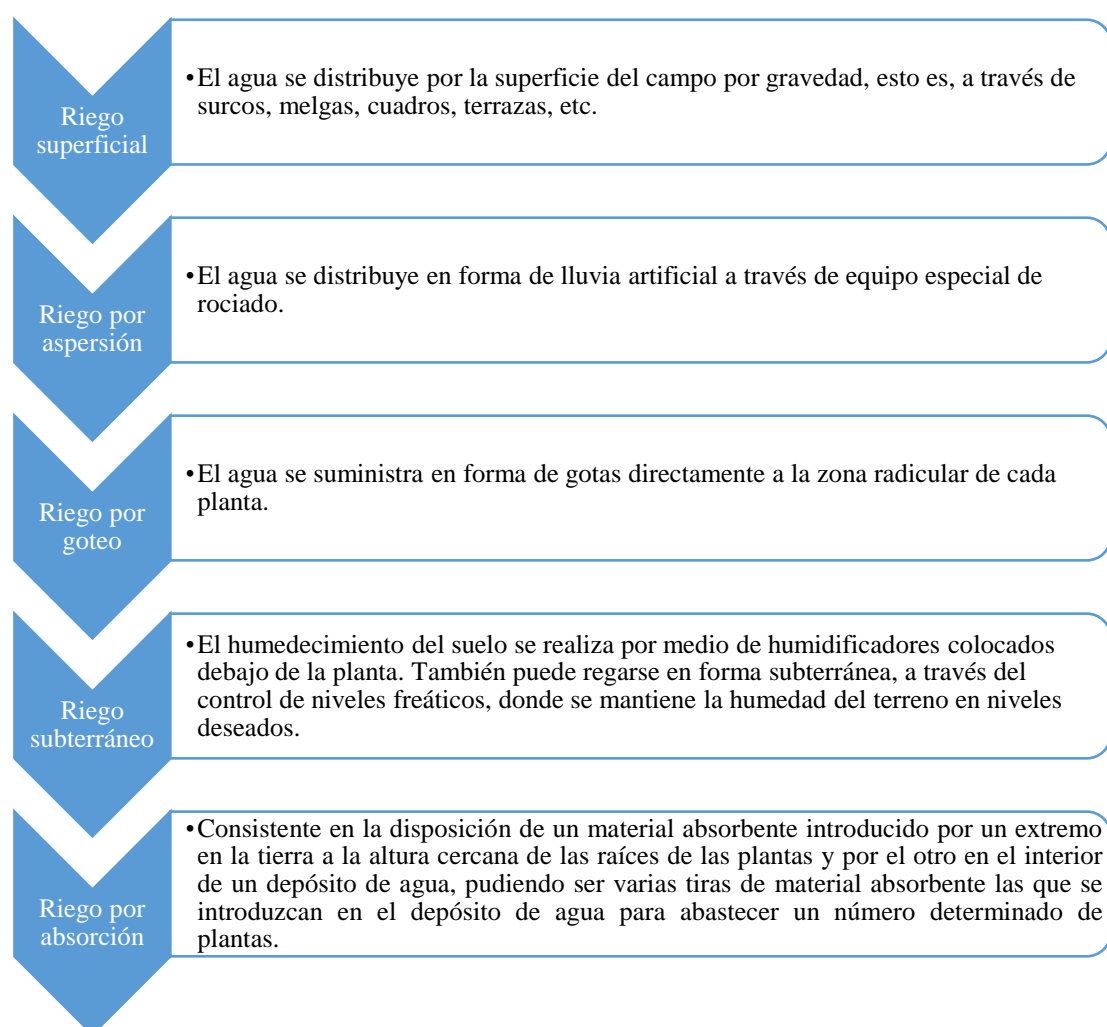 Riego
superficial
•El agua se distribuye por la superficie del campo por gravedad, esto es, a través de
surcos, melgas, cuadros, terrazas, etc.
Riego por
aspersión
•El agua se distribuye en forma de lluvia artificial a través de equipo especial de
rociado.
Riego por
goteo
•El agua se suministra en forma de gotas directamente a la zona radicular de cada
planta.
Riego
subterráneo
•El humedecimiento del suelo se realiza por medio de humidificadores colocados
debajo de la planta. También puede regarse en forma subterránea, a través del
control de niveles freáticos, donde se mantiene la humedad del terreno en niveles
deseados.
Riego por
absorción
•Consistente en la disposición de un material absorbente introducido por un extremo
en la tierra a la altura cercana de las raíces de las plantas y por el otro en el interior
de un depósito de agua, pudiendo ser varias tiras de material absorbente las que se
introduzcan en el depósito de agua para abastecer un número determinado de
plantas.